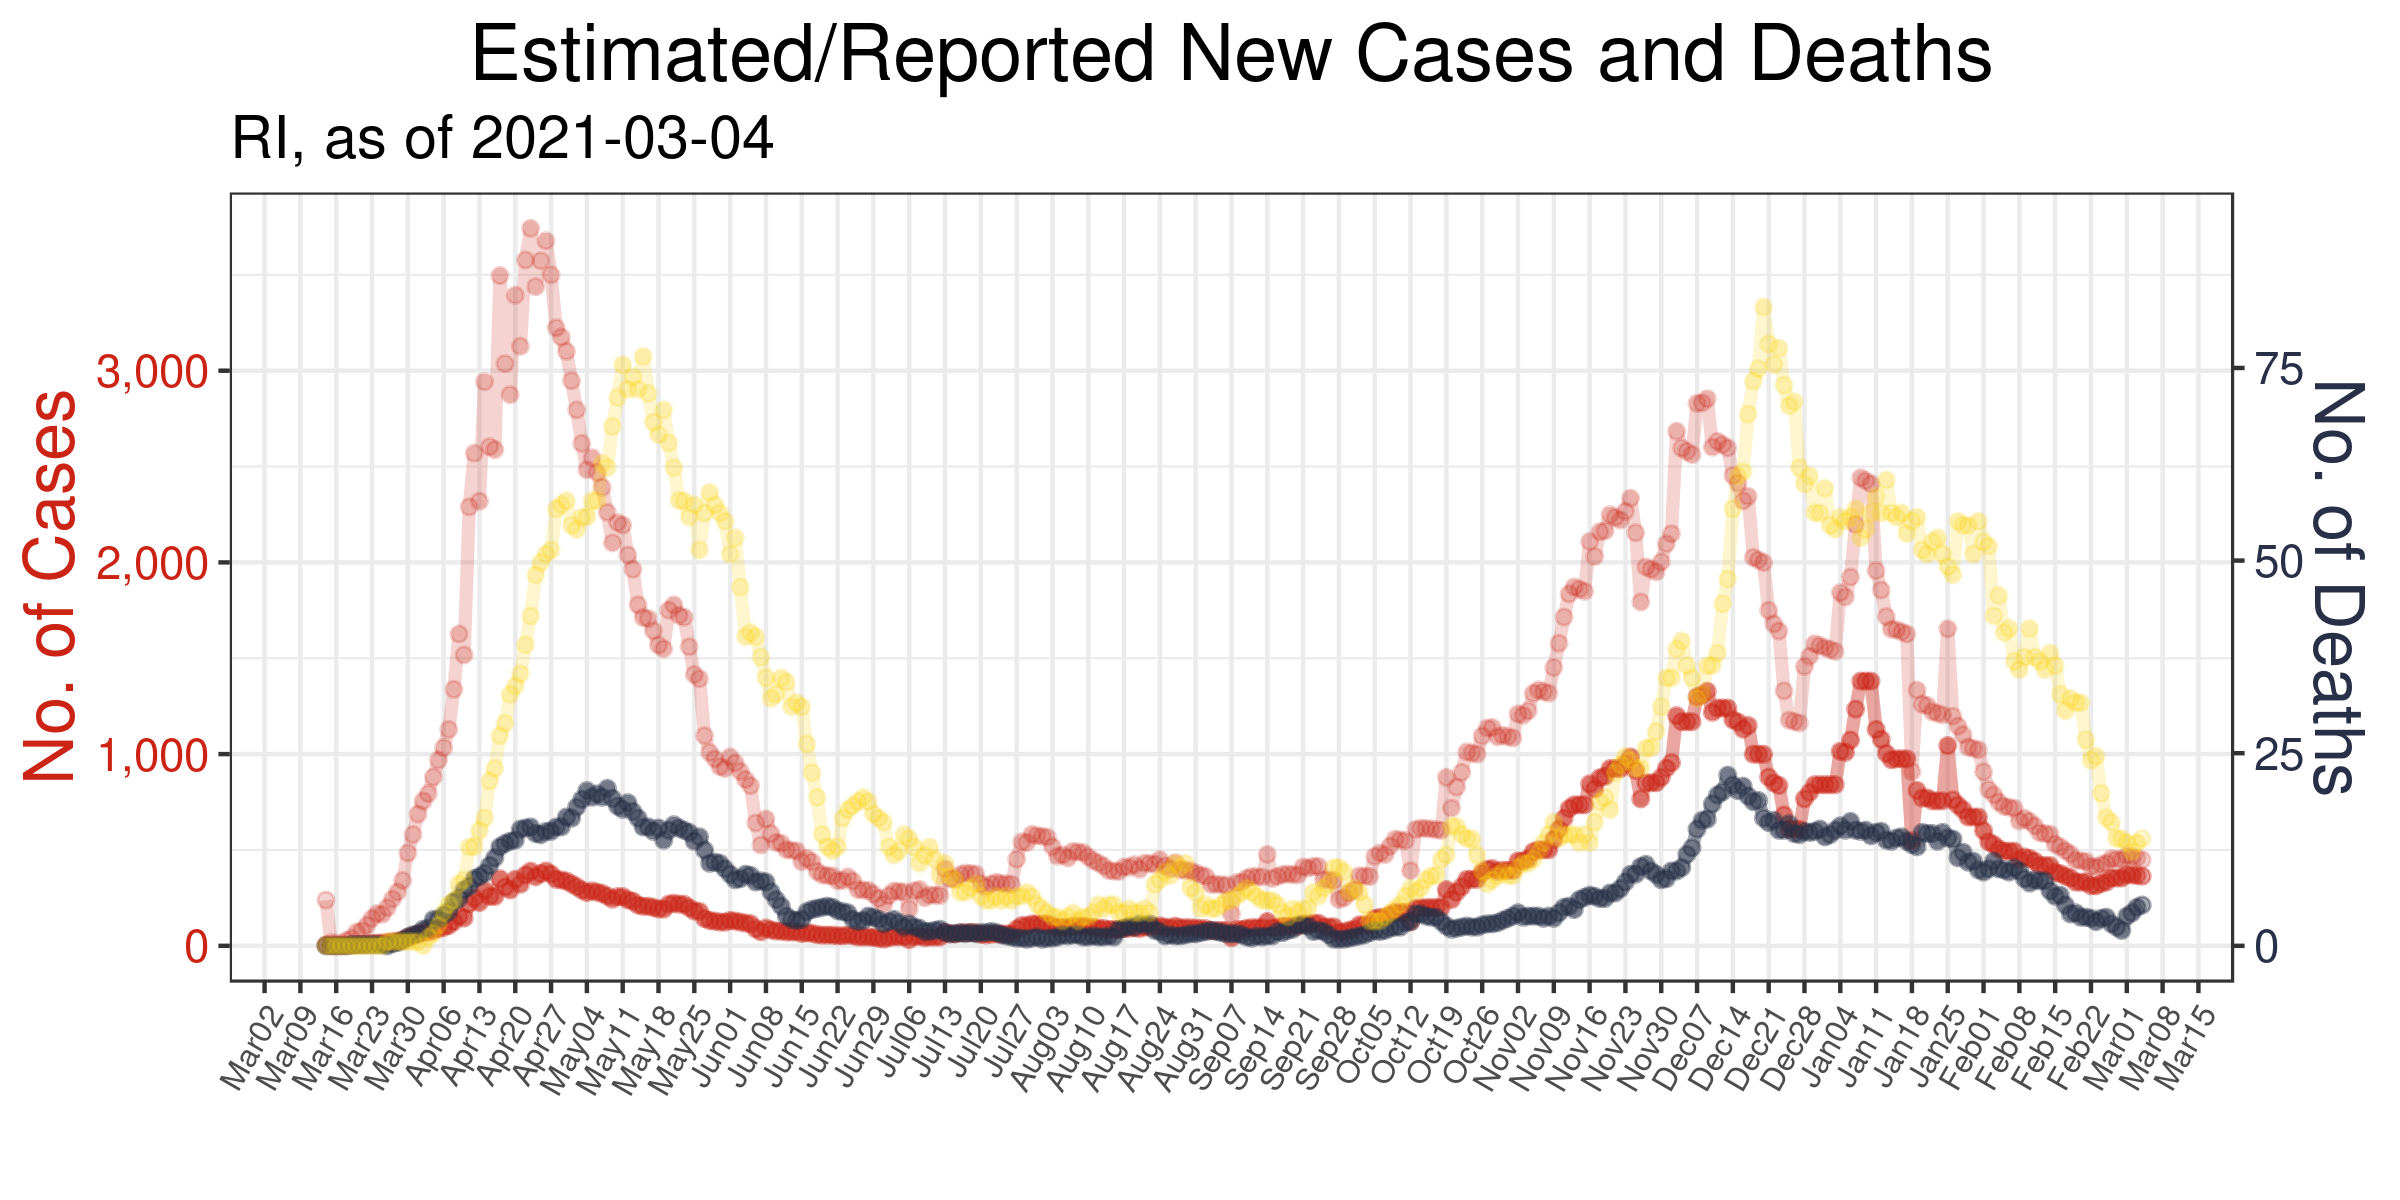 Estimated/Reported New Cases and Deaths
RI, as of 2021-03-04
No. of Cases
3,000
2,000
1,000
0
75
50
25
0
No. of Deaths
Mar02
Mar09
Mar16
Mar23
Mar30
Apr06
Apr13
Apr20
Apr27
May04
May11
May18
May25
Jun01
Jun08
Jun15
Jun22
Jun29
Jul06
Jul13
Jul20
Jul27
Aug03
Aug10
Aug17
Aug24
Aug31
Sep07
Sep14
Sep21
Sep28
Oct05
Oct12
Oct19
Oct26
Nov02
Nov09
Nov16
Nov23
Nov30
Dec07
Dec14
Dec21
Dec28
Jan04
Jan11
Jan18
Jan25
Feb01
Feb08
Feb15
Feb22
Mar01
Mar08
Mar15